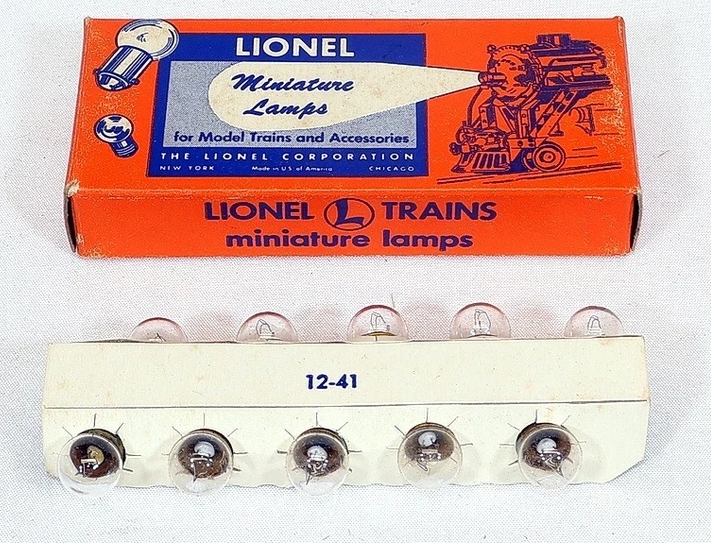 LIONEL
Miniature
Lamps
for Model Trains and Accessories
THE LIONEL CORPORATION
NEW YORK Made in U.S. of America CHICAGO
LIONEL L TRAINS
miniature lamps
12-41